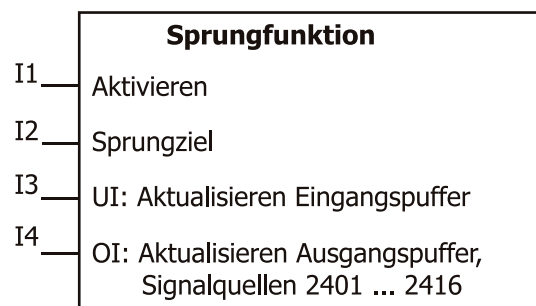 Sprungfunktion
I1 Aktivieren
I2 Sprungziel
I3 UI: Aktualisieren Eingangspuffer
I4 OI: Aktualisieren Ausgangspuffer,
Signalquellen 2401 ... 2416